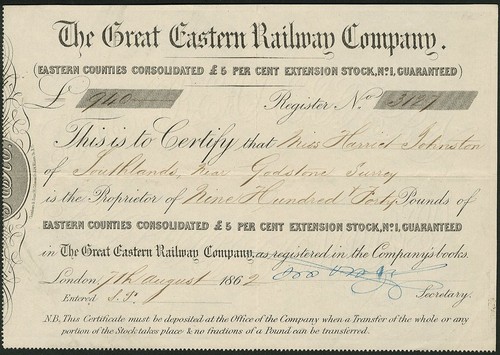 The Great Eastern Railway Company.
(EASTERN COUNTIES CONSOLIDATED £5 PER CENT EXTENSION STOCK, No. 1, GUARANTEED)
£ 940 Register No. 3127
This is to Certify that Miss Harriet Johnston
of Southlands, near Godstone Surrey
is the Proprietor of Nine Hundred Forty Pounds of
EASTERN COUNTIES CONSOLIDATED £5 PER CENT EXTENSION STOCK, No. 1, GUARANTEED
in The Great Eastern Railway Company, as registered in the Company's books.
London, 7th August 1862
Entered Secretary.
N.B, This Certificate must be deposited at the Office of the Company when a Transfer of the whole or any
portion of the Stock takes place & no fractions of a Pound can be transferred.